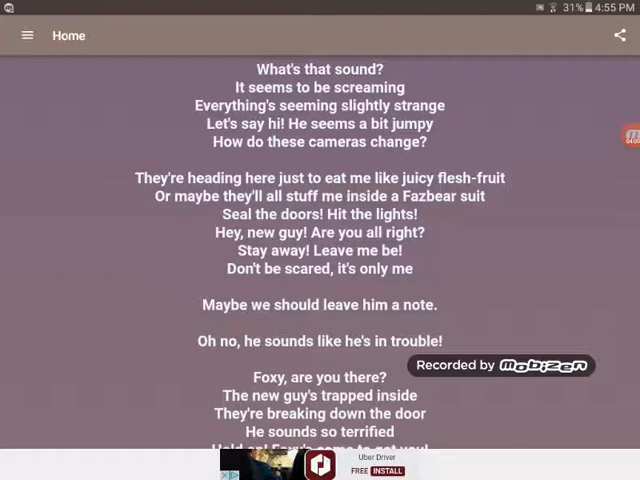 31% 4:55 PM
Home
What's that sound?
It seems to be screaming
Everything's seeming slightly strange
Let's say hi! He seems a bit jumpy
How do these cameras change?
They're heading here just to eat me like juicy flesh-fruit
Or maybe they'll all stuff me inside a Fazbear suit
Seal the doors! Hit the lights!
Hey, new guy! Are you all right?
Stay away! Leave me be!
Don't be scared, it's only me
Maybe we should leave him a note.
Oh no, he sounds like he's in trouble!
Recorded by mobizen
Foxy, are you there?
The new guy's trapped inside
They're breaking down the door
He sounds so terrified
Uber Driver
FREE INSTALL